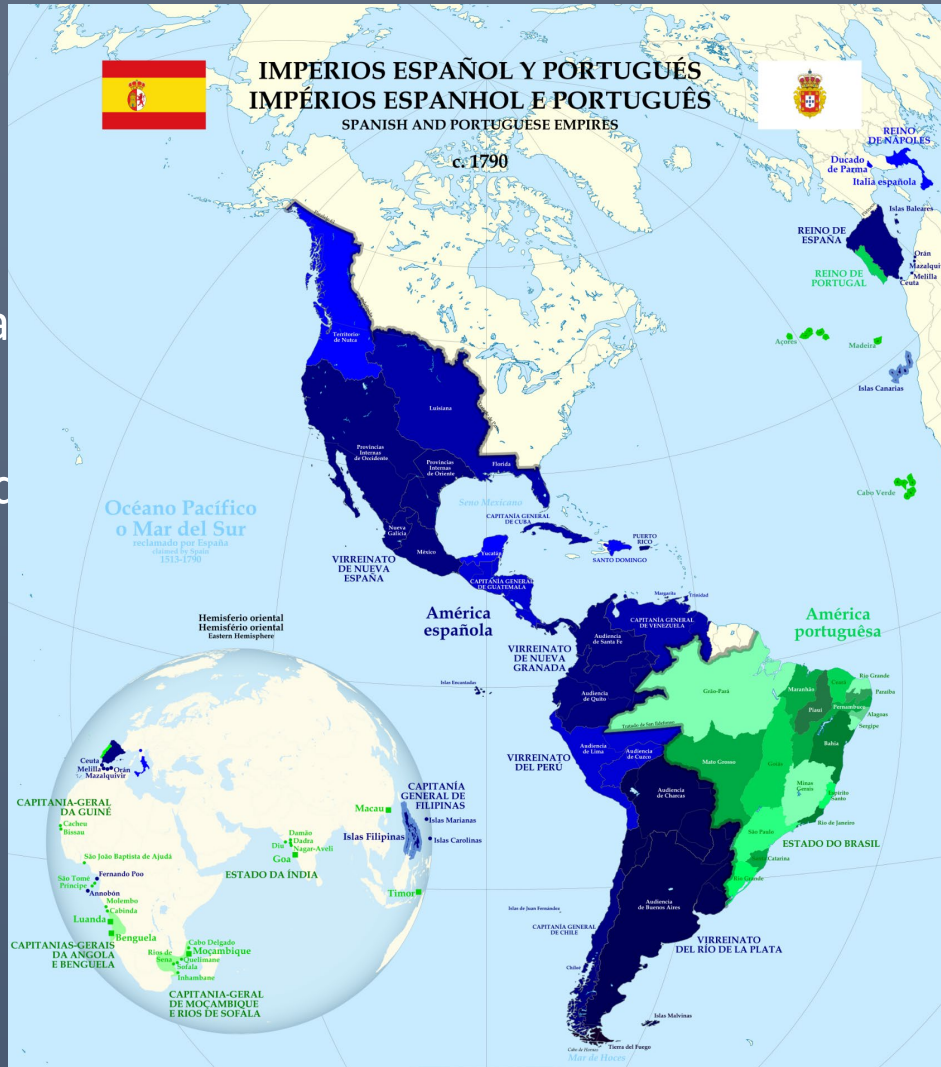 IMPERIOS ESPAÑOL Y PORTUGUÉS
IMPÉRIOS ESPANHOL E PORTUGUÊS
SPANISH AND PORTUGUESE EMPIRES
c. 1790
REINO
DE NÁPOLES
Ducado
de Parma
Italia española
Islas Baleares
REINO DE
ESPAÑA
Orán
Mazalquivir
Melilla
Ceuta
REINO DE
PORTUGAL
Açores
Madeira
Islas Canarias
Cabo Verde
Territorio
de Nutca
Luisiana
Provincias
Internas
de Occidente
Provincias
Internas
de Oriente
Florida
Océano Pacífico
o Mar del Sur
reclamado por España
claimed by Spain
1513-1790
Seno Mexicano
CAPITANÍA GENERAL
DE CUBA
Nueva
Galicia
México
Yucatán
PUERTO
RICO
SANTO DOMINGO
VIRREINATO
DE NUEVA
ESPAÑA
CAPITANÍA GENERAL
DE GUATEMALA
Margarita
Trinidad
América
española
CAPITANÍA GENERAL
DE VENEZUELA
Audiencia
de Santa Fe
América
portuguêsa
VIRREINATO
DE NUEVA
GRANADA
Islas Encantadas
Audiencia
de Quito
Grão-Pará
Maranhão
Ceará
Rio Grande
Paraíba
Piauí
Pernambuco
Alagoas
Sergipe
Tratado de San Ildefonso
Bahia
VIRREINATO
DEL PERÚ
Audiencia
de Lima
Audiencia
de Cuzco
Mato Grosso
Goiás
Audiencia
de Charcas
Minas
Gerais
Espírito
Santo
Rio de Janeiro
São Paulo
ESTADO DO BRASIL
Catarina
Rio Grande
Audiencia
de Buenos Aires
Islas de Juan Fernández
CAPITANÍA GENERAL
DE CHILE
VIRREINATO
DEL RÍO DE LA PLATA
Chiloé
Islas Malvinas
Cabo de Hornos
Tierra del Fuego
Mar de Hoces
Hemisferio oriental
Hemisfério oriental
Eastern Hemisphere
Ceuta
Melilla
Orán
Mazalquivir
CAPITANIA-GERAL
DA GUINÉ
Cacheu
Bissau
São João Baptista de Ajudá
Fernando Poo
São Tomé
Príncipe
Annobón
Molembo
Cabinda
Luanda
Benguela
CAPITANIAS-GERAIS
DA ANGOLA
E BENGUELA
Cabo Delgado
Moçambique
Quelimane
Rios de
Sena
Sofala
Inhambane
CAPITANIA-GERAL
DE MOÇAMBIQUE
E RIOS DE SOFALA
Macau
Damão
Dadra
Nagar-Aveli
Diu
Goa
ESTADO DA ÍNDIA
CAPITANÍA
GENERAL DE
FILIPINAS
Islas Marianas
Islas Filipinas
Islas Carolinas
Timor